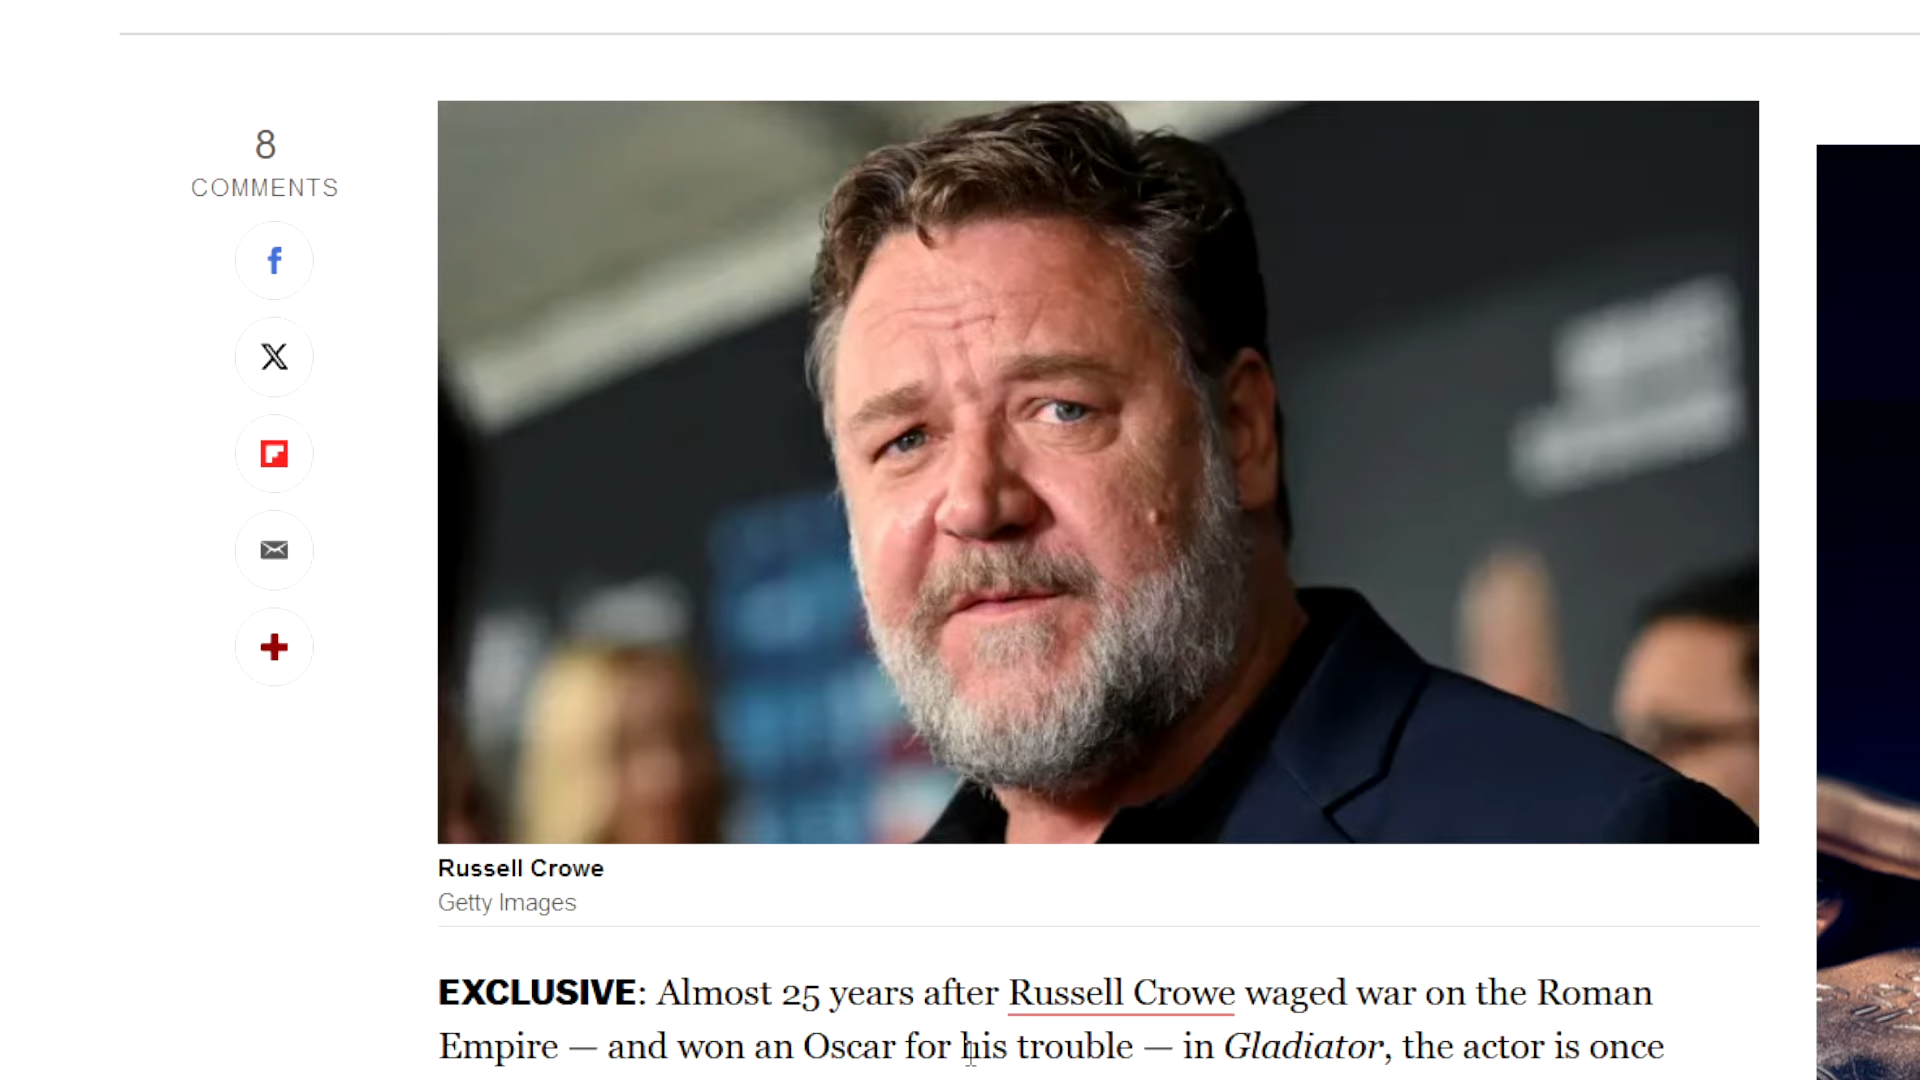 8
COMMENTS
Russell Crowe
Getty Images
EXCLUSIVE: Almost 25 years after Russell Crowe waged war on the Roman
Empire — and won an Oscar for his trouble — in Gladiator, the actor is once